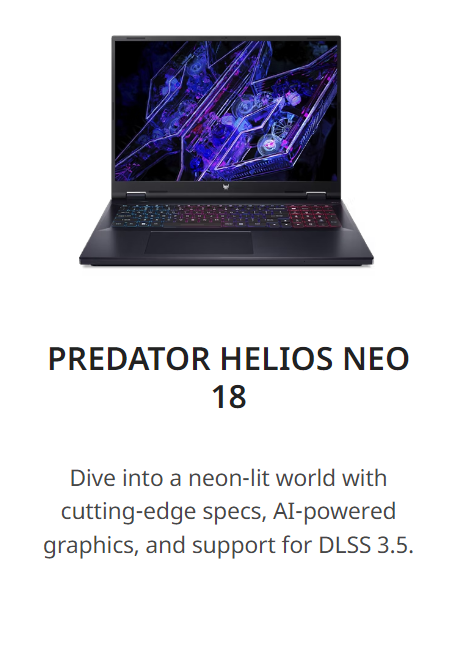 PREDATOR HELIOS NEO
18
Dive into a neon-lit world with
cutting-edge specs, AI-powered
graphics, and support for DLSS 3.5.